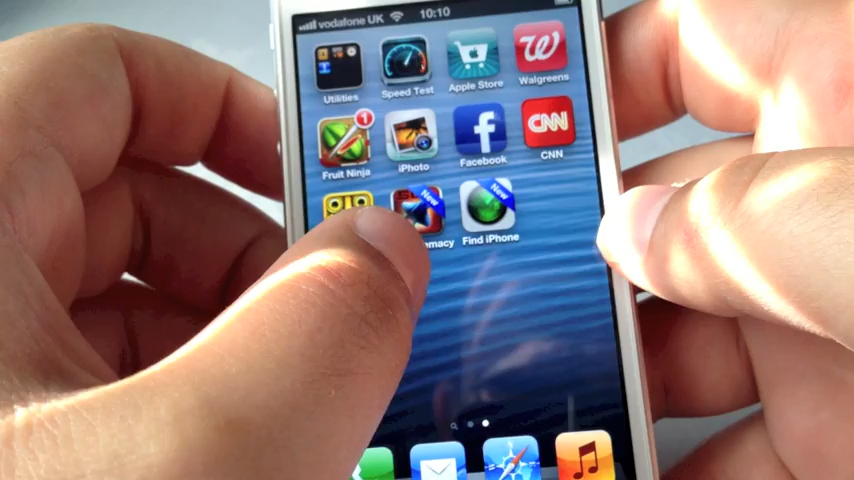 vodafone UK 10:10
Utilities Speed Test Apple Store Walgreens
1
Fruit Ninja iPhoto Facebook CNN
CNN
New New
Find iPhone